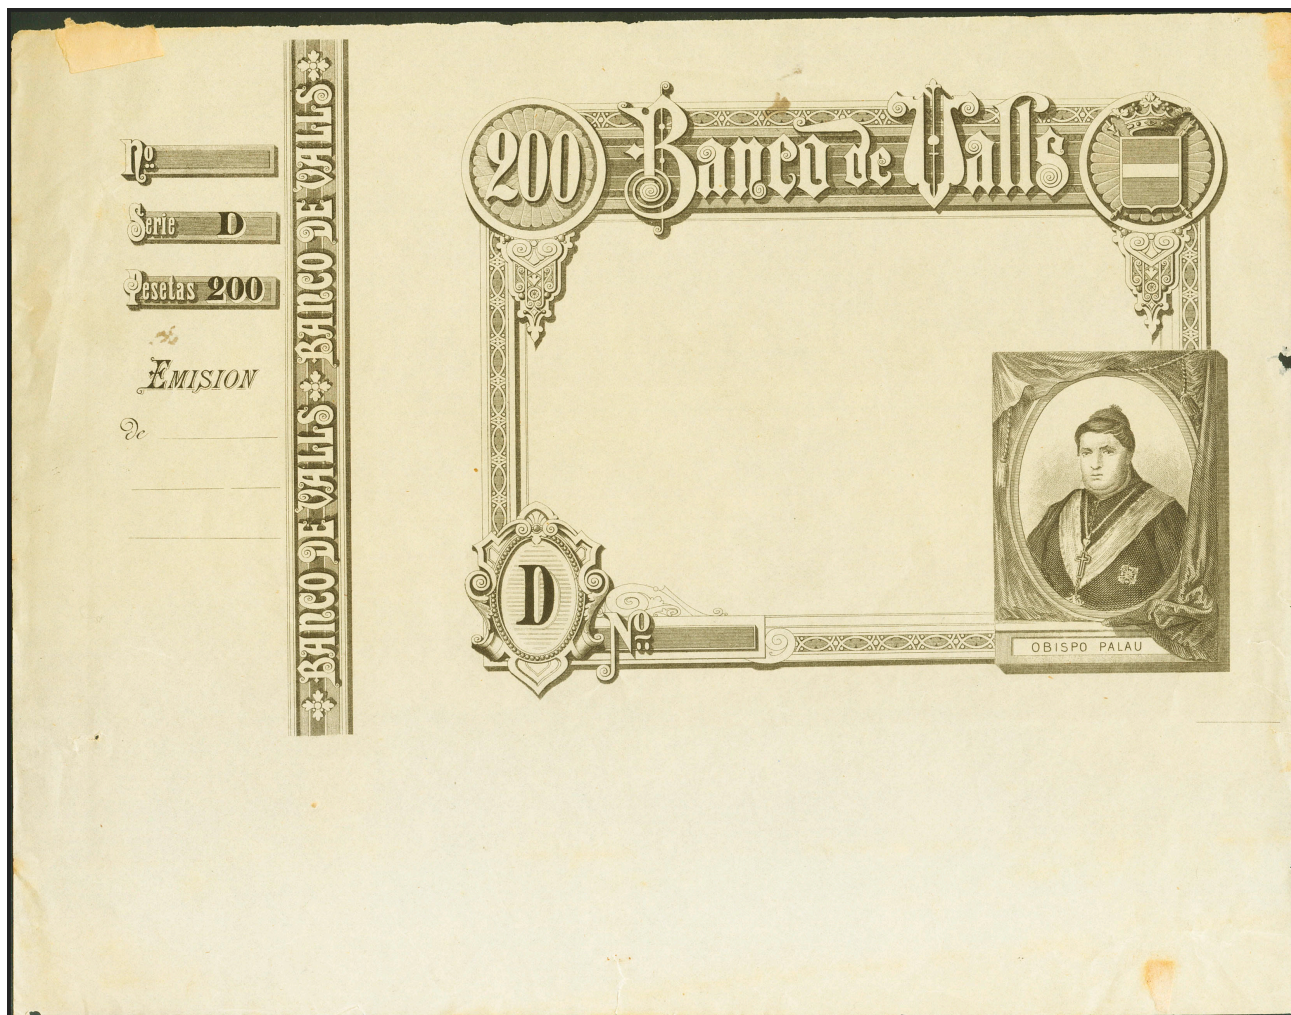 Nº
Serie D
Pesetas 200
EMISION
de
BANCO DE VALLS BANCO DE VALLS
200 Banco de Valls
D
Nº
OBISPO PALAU